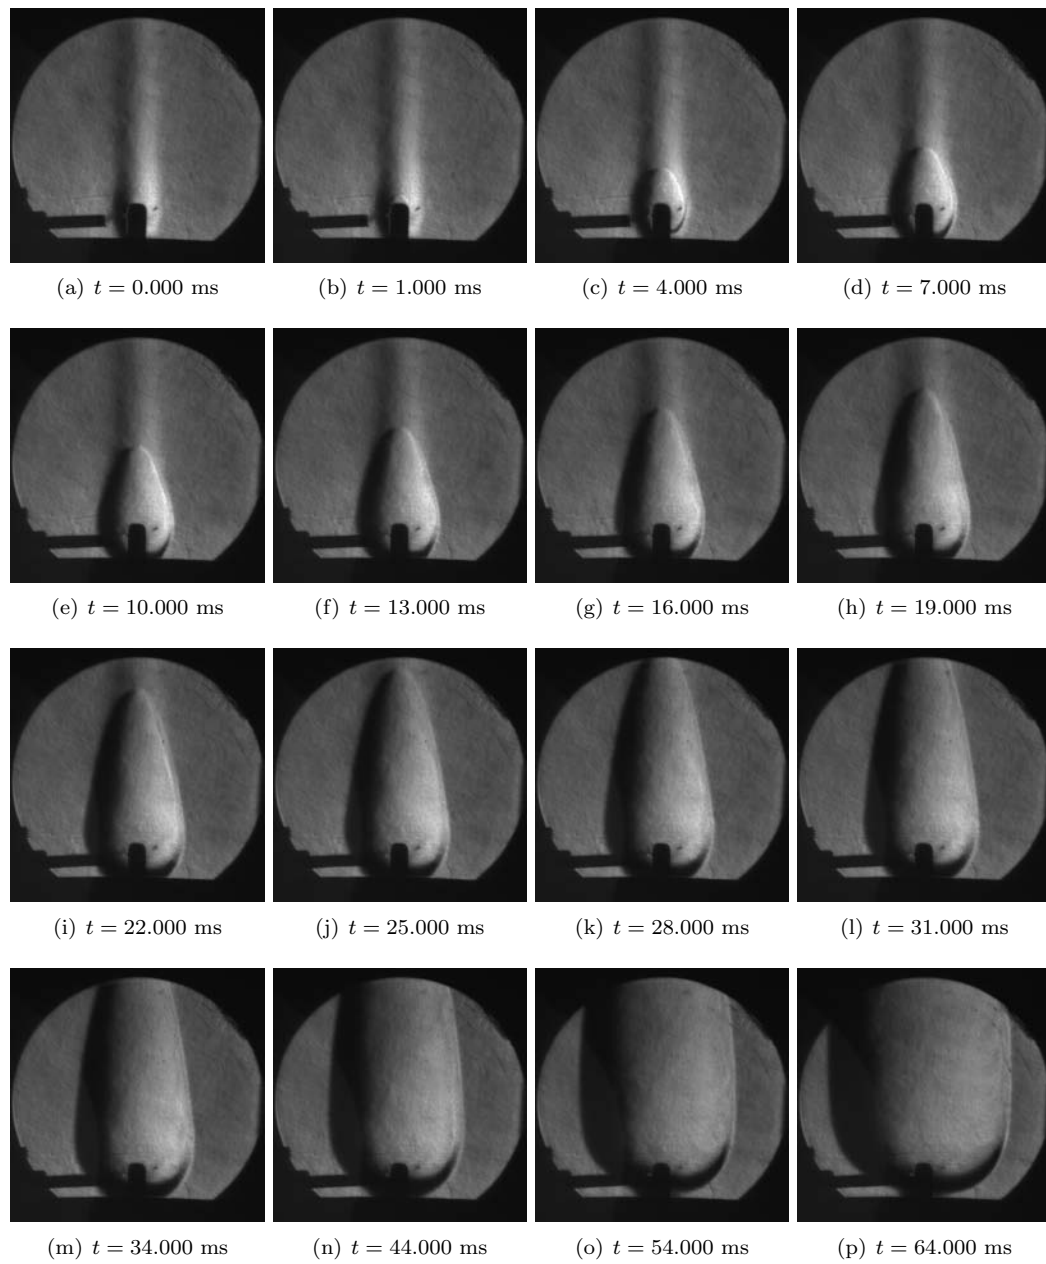 (a) t = 0.000 ms (b) t = 1.000 ms (c) t = 4.000 ms (d) t = 7.000 ms
(e) t = 10.000 ms (f) t = 13.000 ms (g) t = 16.000 ms (h) t = 19.000 ms
(i) t = 22.000 ms (j) t = 25.000 ms (k) t = 28.000 ms (l) t = 31.000 ms
(m) t = 34.000 ms (n) t = 44.000 ms (o) t = 54.000 ms (p) t = 64.000 ms